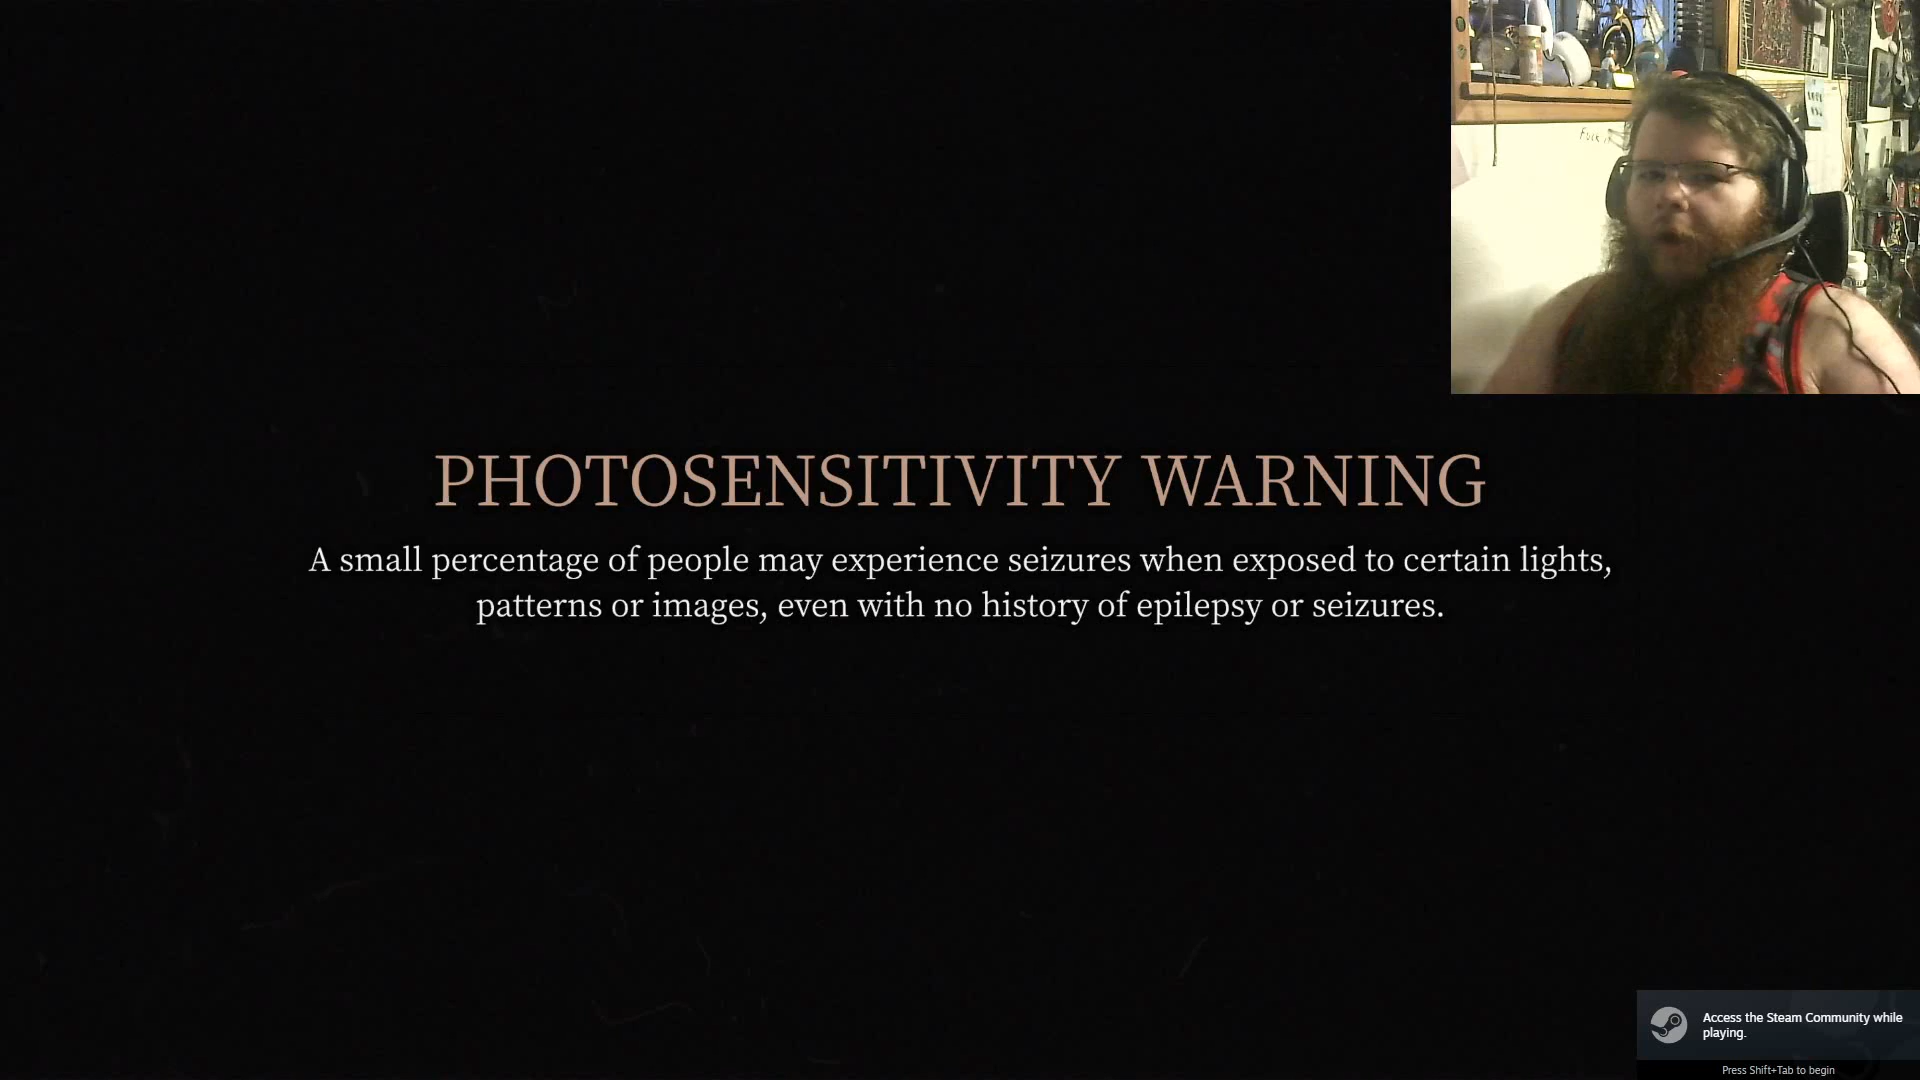 PHOTOSENSITIVITY WARNING
A small percentage of people may experience seizures when exposed to certain lights,
patterns or images, even with no history of epilepsy or seizures.
Access the Steam Community while
playing.
Press Shift+Tab to begin